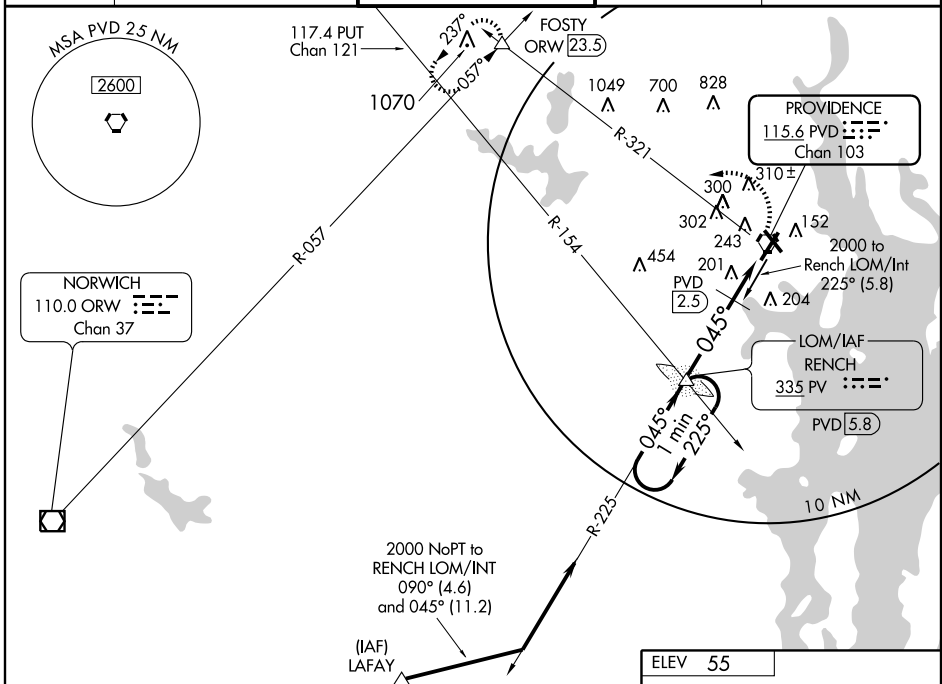 MSA PVD 25 NM
2600
117.4 PUT
Chan 121
237°
057°
1070
FOSTY
ORW 23.5
1049
700
828
PROVIDENCE
115.6 PVD
Chan 103
R-321
310 ±
300
302
243
152
R-154
R-057
454
201
2000 to
Rench LOM/Int
225° (5.8)
PVD
2.5
204
NORWICH
110.0 ORW
Chan 37
045°
LOM/IAF
RENCH
335 PV
PVD 5.8
045°
1 min
225°
10 NM
R-225
2000 NoPT to
RENCH LOM/INT
090° (4.6)
and 045° (11.2)
(IAF)
LAFAY
ELEV 55